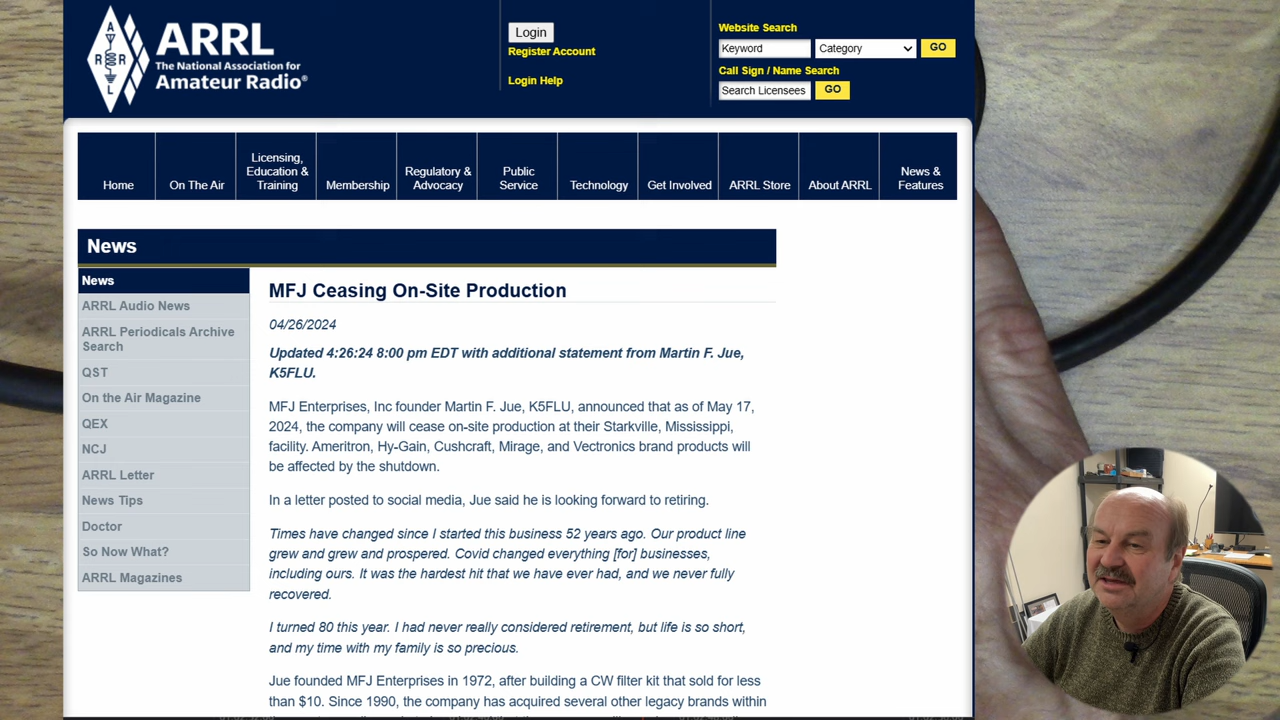 ARRL
The National Association for
Amateur Radio®
A
R R
L
Login
Register Account
Login Help
Website Search
Keyword
Category
GO
Call Sign / Name Search
Search Licensees
GO
Home
On The Air
Licensing,
Education &
Training
Membership
Regulatory &
Advocacy
Public
Service
Technology
Get Involved
ARRL Store
About ARRL
News &
Features
News
News
ARRL Audio News
ARRL Periodicals Archive
Search
QST
On the Air Magazine
QEX
NCJ
ARRL Letter
News Tips
Doctor
So Now What?
ARRL Magazines
MFJ Ceasing On-Site Production
04/26/2024
Updated 4:26:24 8:00 pm EDT with additional statement from Martin F. Jue,
K5FLU.
MFJ Enterprises, Inc founder Martin F. Jue, K5FLU, announced that as of May 17,
2024, the company will cease on-site production at their Starkville, Mississippi,
facility. Ameritron, Hy-Gain, Cushcraft, Mirage, and Vectronics brand products will
be affected by the shutdown.
In a letter posted to social media, Jue said he is looking forward to retiring.
Times have changed since I started this business 52 years ago. Our product line
grew and grew and prospered. Covid changed everything [for] businesses,
including ours. It was the hardest hit that we have ever had, and we never fully
recovered.
I turned 80 this year. I had never really considered retirement, but life is so short,
and my time with my family is so precious.
Jue founded MFJ Enterprises in 1972, after building a CW filter kit that sold for less
than $10. Since 1990, the company has acquired several other legacy brands within